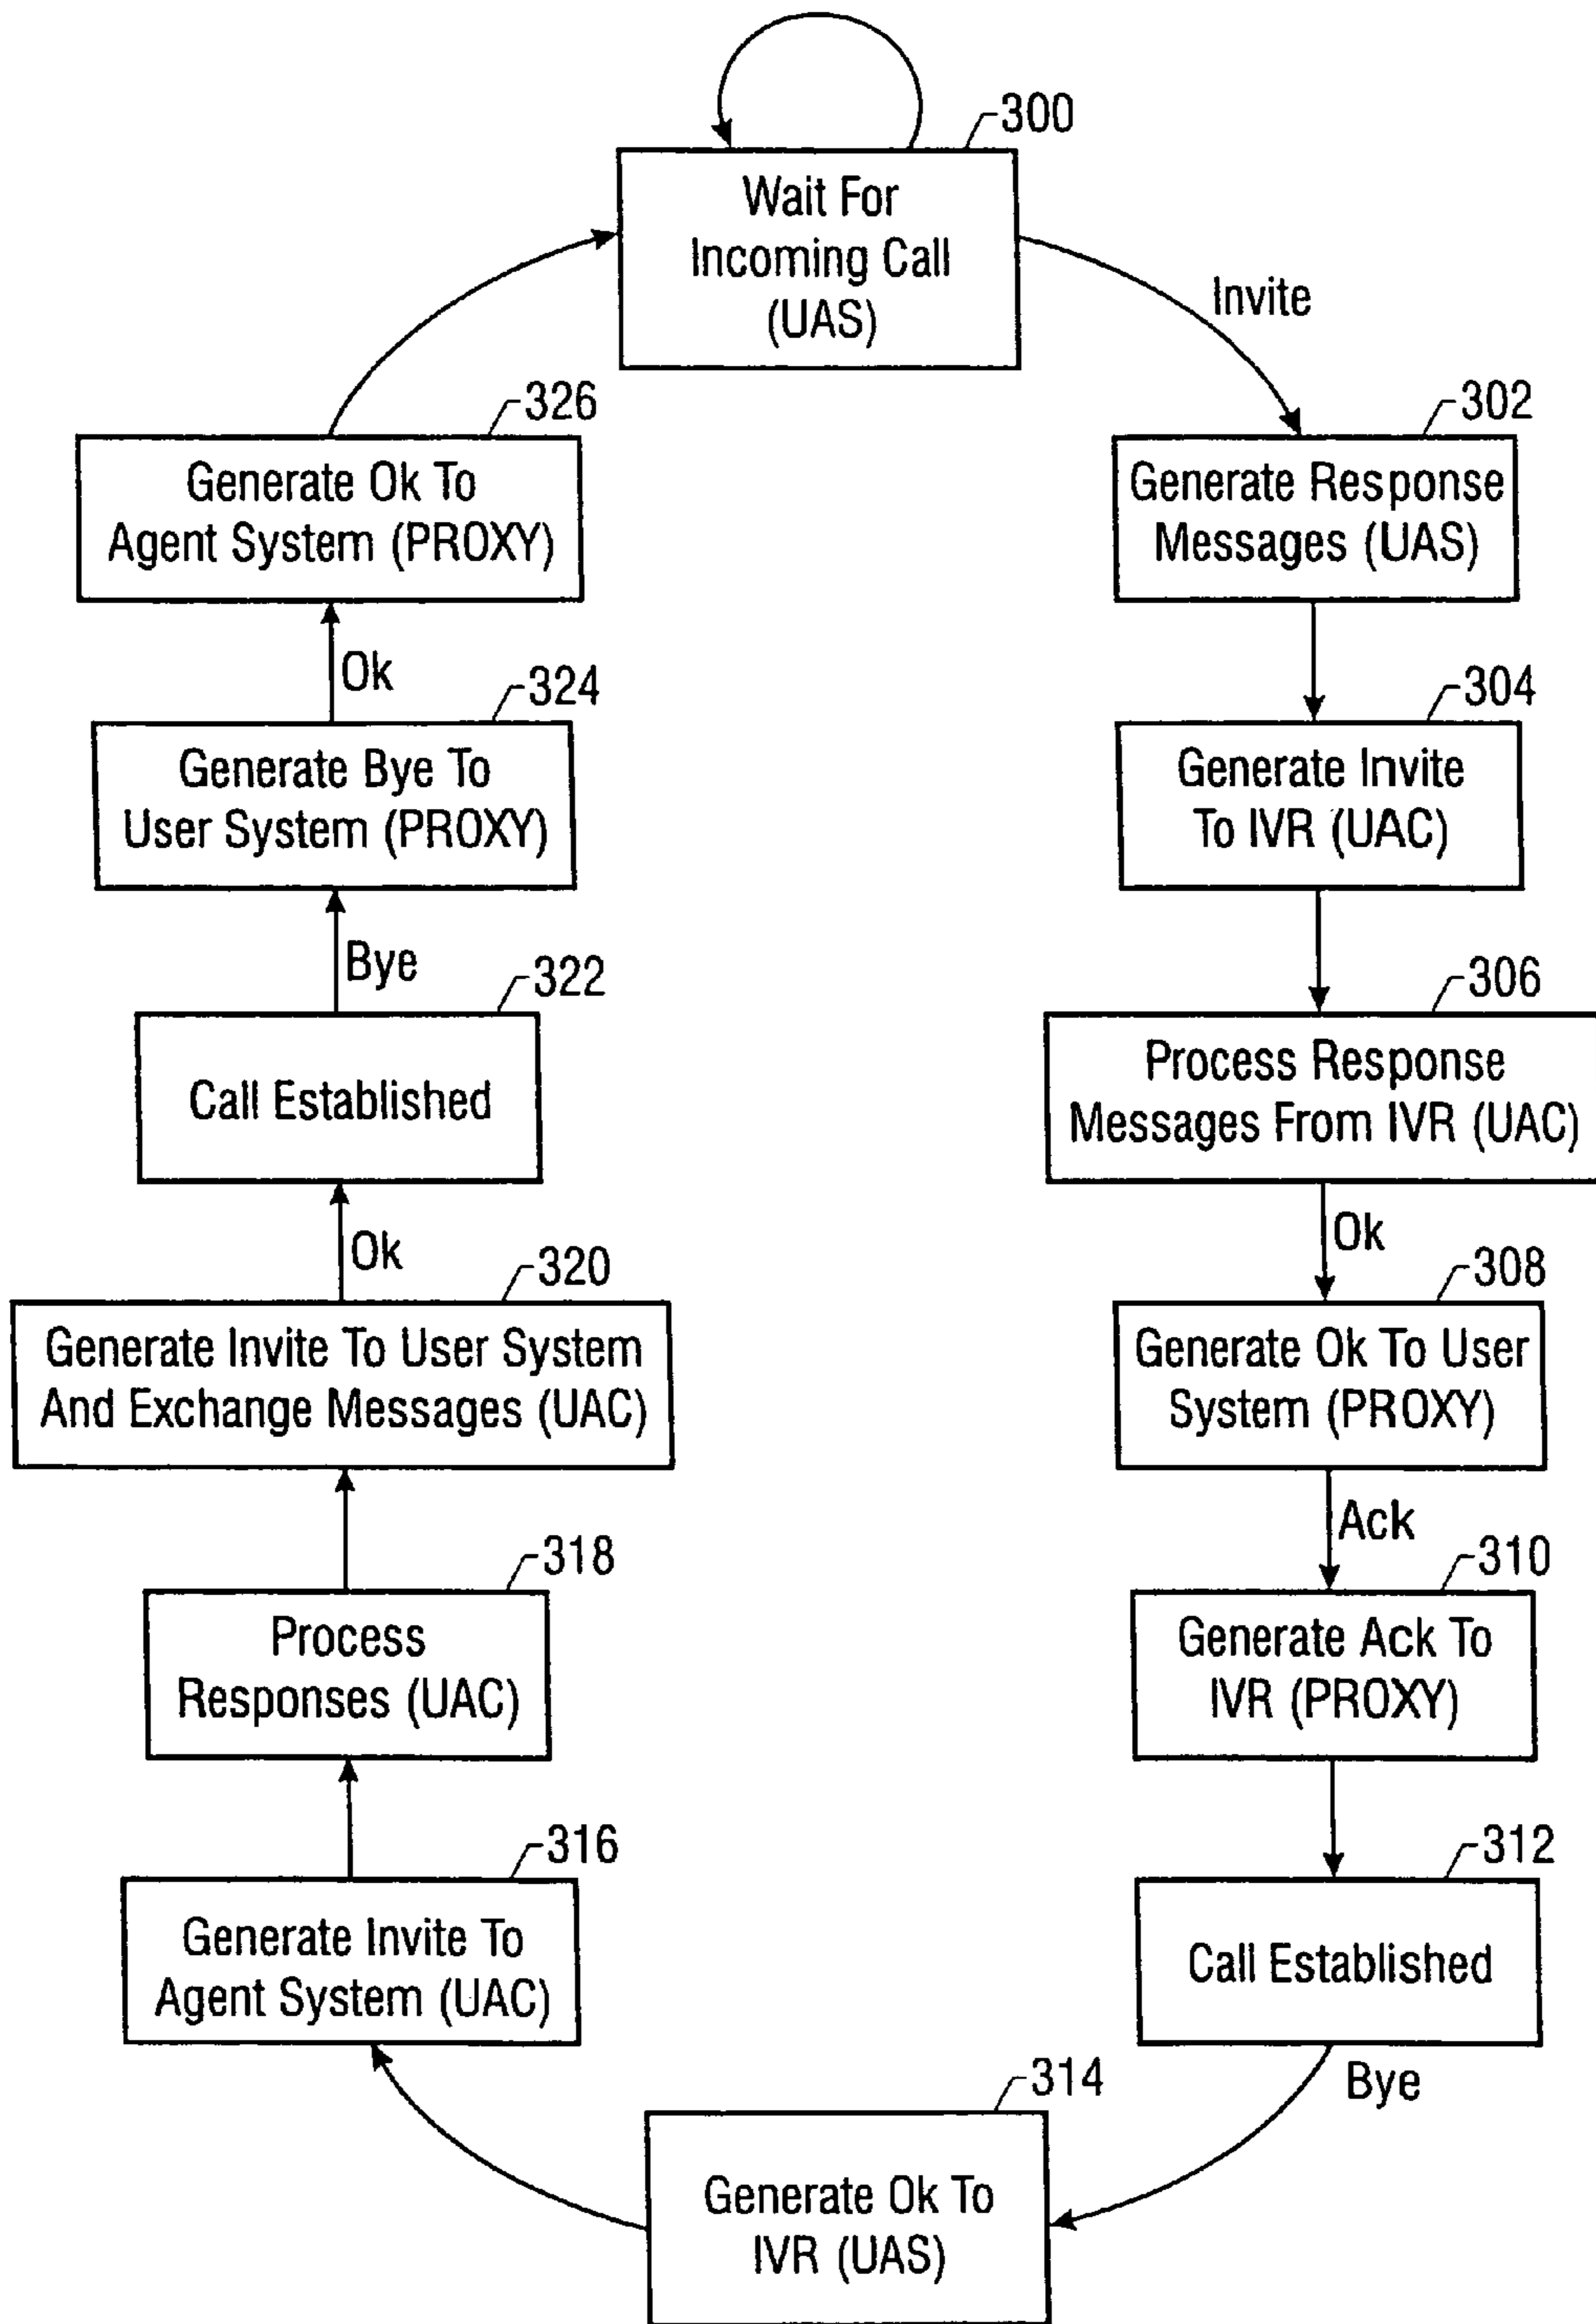 300
Wait For
Incoming Call
(UAS)
Invite
302
Generate Response
Messages (UAS)
304
Generate Invite
To IVR (UAC)
306
Process Response
Messages From IVR (UAC)
Ok
308
Generate Ok To User
System (PROXY)
Ack
310
Generate Ack To
IVR (PROXY)
312
Call Established
Bye
314
Generate Ok To
IVR (UAS)
316
Generate Invite To
Agent System (UAC)
318
Process
Responses (UAC)
320
Generate Invite To User System
And Exchange Messages (UAC)
Ok
322
Call Established
Bye
324
Generate Bye To
User System (PROXY)
Ok
326
Generate Ok To
Agent System (PROXY)